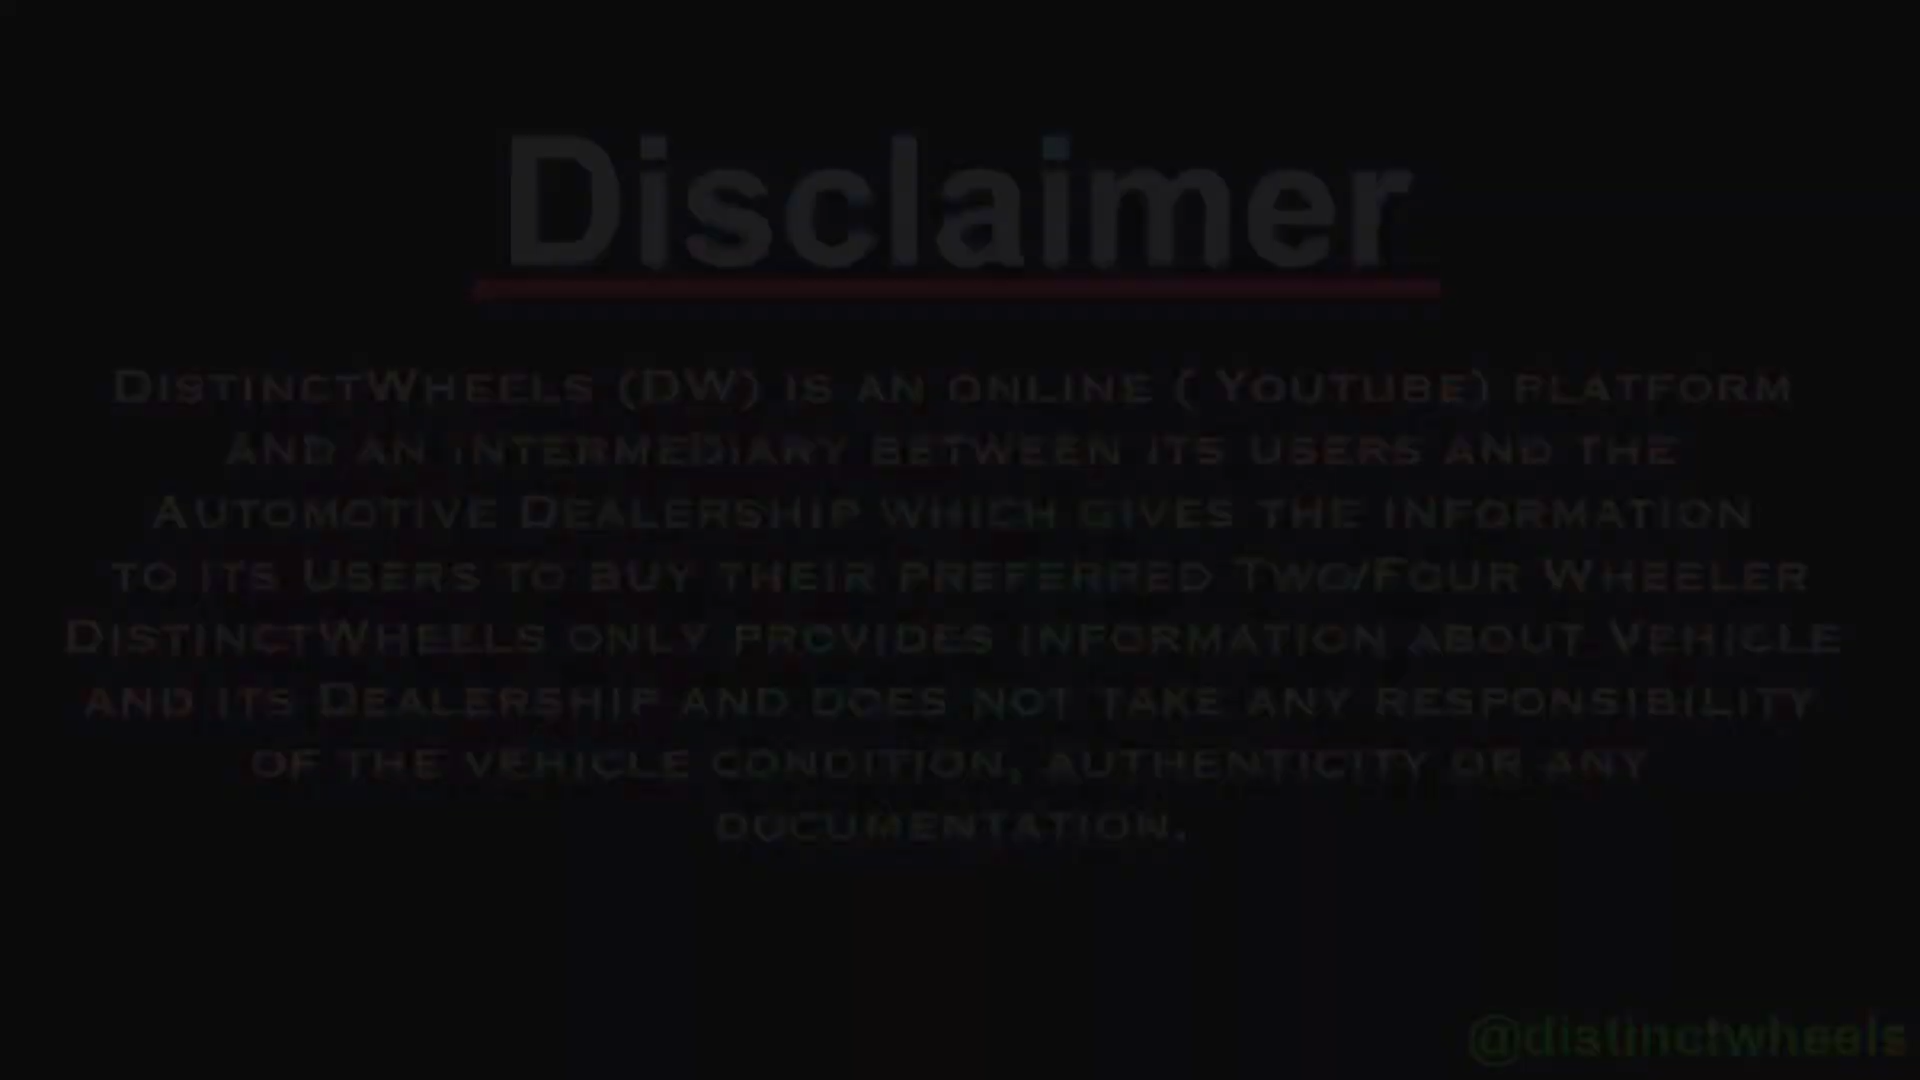 Disclaimer
DISTINCTWHEELS (DW) IS AN ONLINE ( YOUTUBE) PLATFORM
AND AN INTERMEDIARY BETWEEN ITS USERS AND THE
AUTOMOTIVE DEALERSHIP WHICH GIVES THE INFORMATION
TO ITS USERS TO BUY THEIR PREFERRED TWO/FOUR WHEELER
DISTINCTWHEELS ONLY PROVIDES INFORMATION ABOUT VEHICLE
AND ITS DEALERSHIP AND DOES NOT TAKE ANY RESPONSIBILITY
OF THE VEHICLE CONDITION, AUTHENTICITY OR ANY
DOCUMENTATION.
@distinctwheels